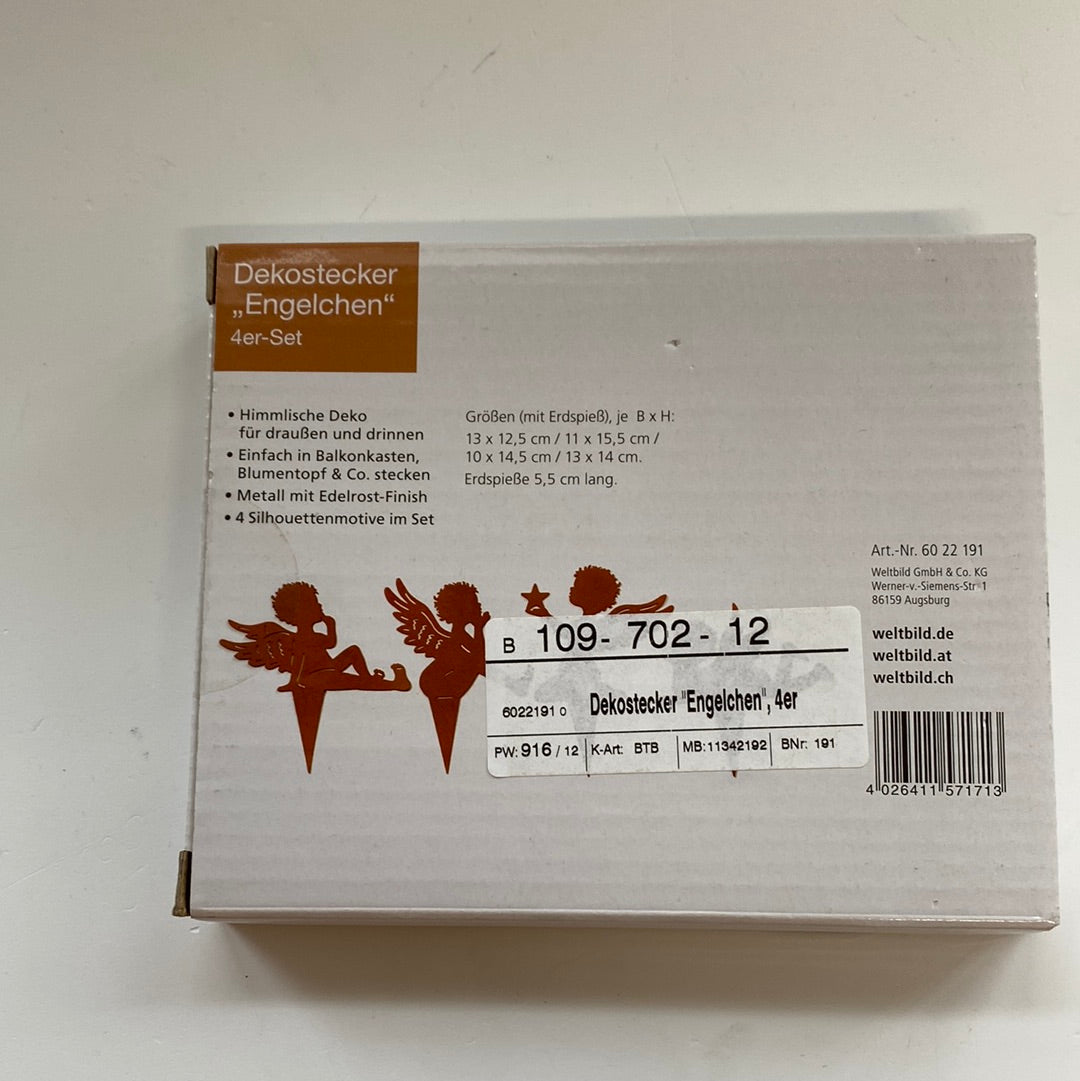 Dekostecker
„Engelchen“
4er-Set
• Himmlische Deko
für draußen und drinnen
• Einfach in Balkonkasten,
Blumentopf & Co. stecken
• Metall mit Edelrost-Finish
• 4 Silhouettenmotive im Set
Größen (mit Erdspieß), je B x H:
13 x 12,5 cm / 11 x 15,5 cm /
10 x 14,5 cm / 13 x 14 cm.
Erdspieße 5,5 cm lang.
Art.-Nr. 60 22 191
Weltbild GmbH & Co. KG
Werner-v.-Siemens-Str. 1
86159 Augsburg
weltbild.de
weltbild.at
weltbild.ch
B 109- 702 - 12
6022191 0 Dekostecker "Engelchen", 4er
PW: 916 / 12 K-Art: BTB MB: 11342192 BNr: 191
4 026411 571713